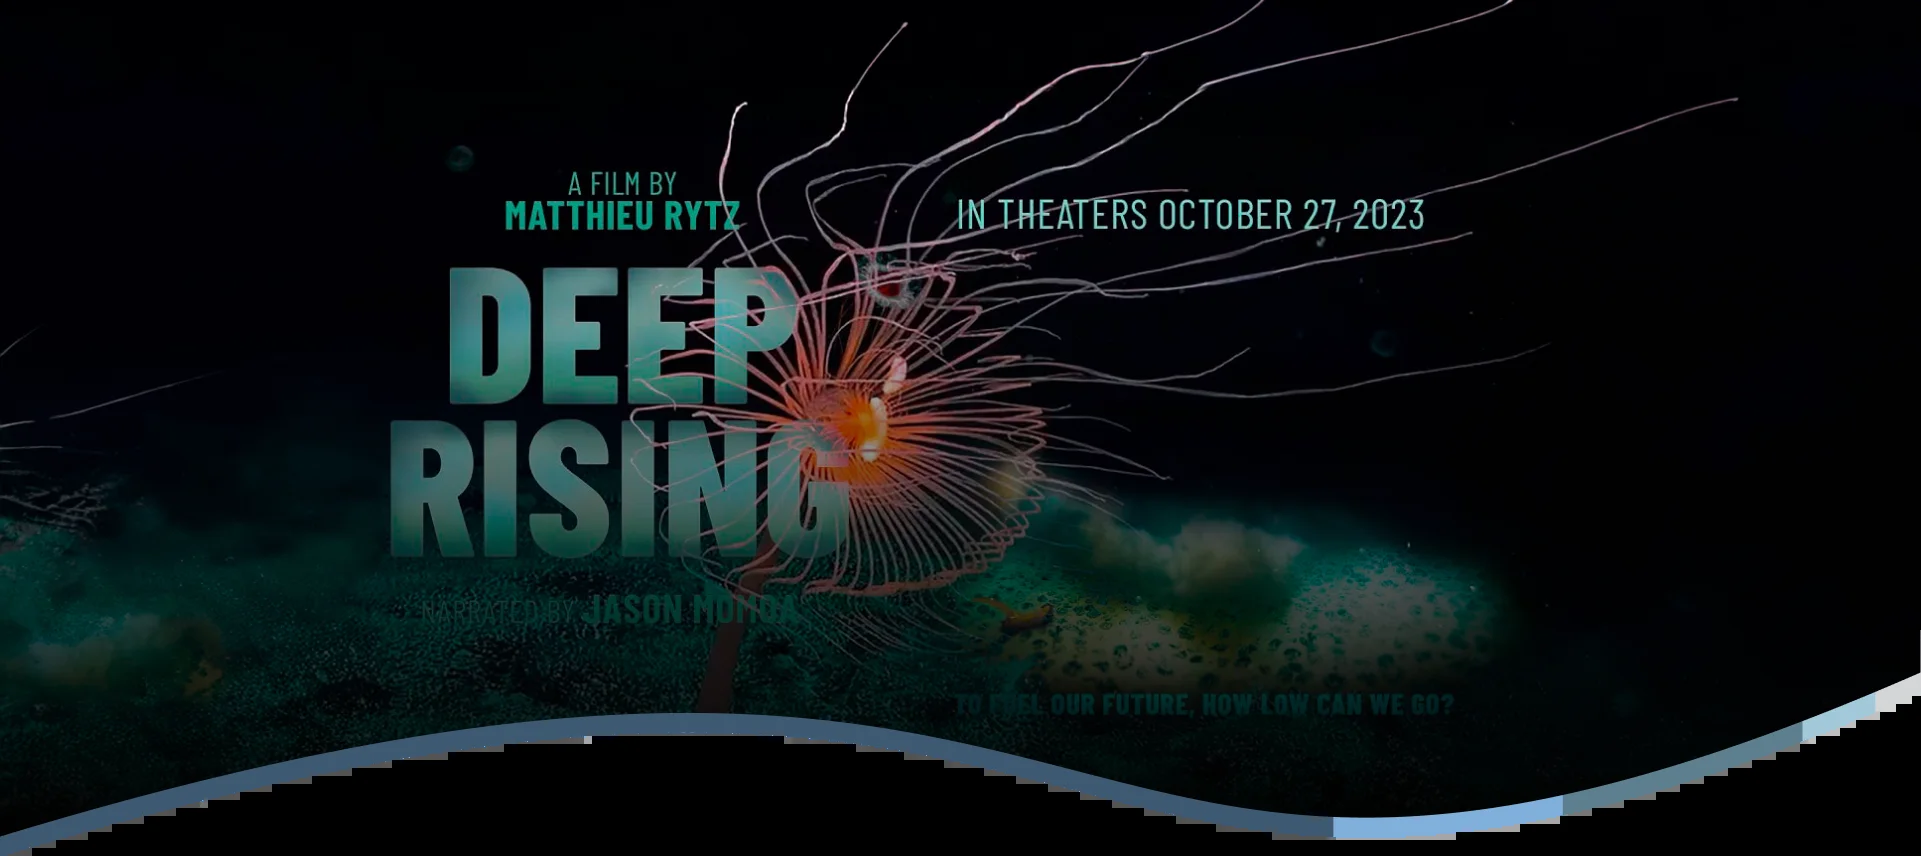 A FILM BY
MATTHIEU RYTZ
DEEP
RISING
NARRATED BY JASON MOMOA
IN THEATERS OCTOBER 27, 2023
TO FUEL OUR FUTURE, HOW LOW CAN WE GO?